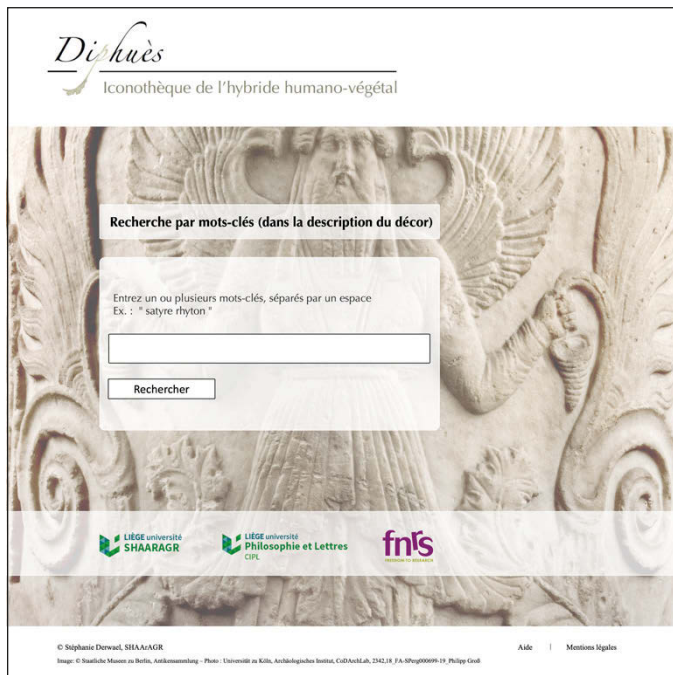 Diphuès
Iconothèque de l'hybride humano-végétal
Recherche par mots-clés (dans la description du décor)
Entrez un ou plusieurs mots-clés, séparés par un espace
Ex. : " satyre rhyton "
Rechercher
LIÈGE université
SHAARAGR
LIÈGE université
Philosophie et Lettres
CIPL
fnrs
FREEDOM TO RESEARCH
© Stéphanie Derwael, SHAArAGR
Aide | Mentions légales
Image: © Staatliche Museen zu Berlin, Antikensammlung – Photo : Universität zu Köln, Archäologisches Institut, CoDArchLab, 2342,18_FA-SPerg000699-19_Philipp Groß